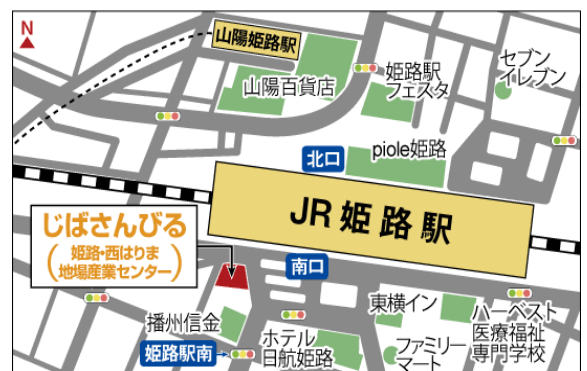 N
山陽姫路駅
山陽百貨店
姫路駅
フェスタ
セブン
イレブン
北口
piole姫路
JR姫路駅
じばさんびる
(姫路・西はりま
地場産業センター)
南口
播州信金
姫路駅南
ホテル
日航姫路
東横イン
ファミリー
マート
ハーベスト
医療福祉
専門学校